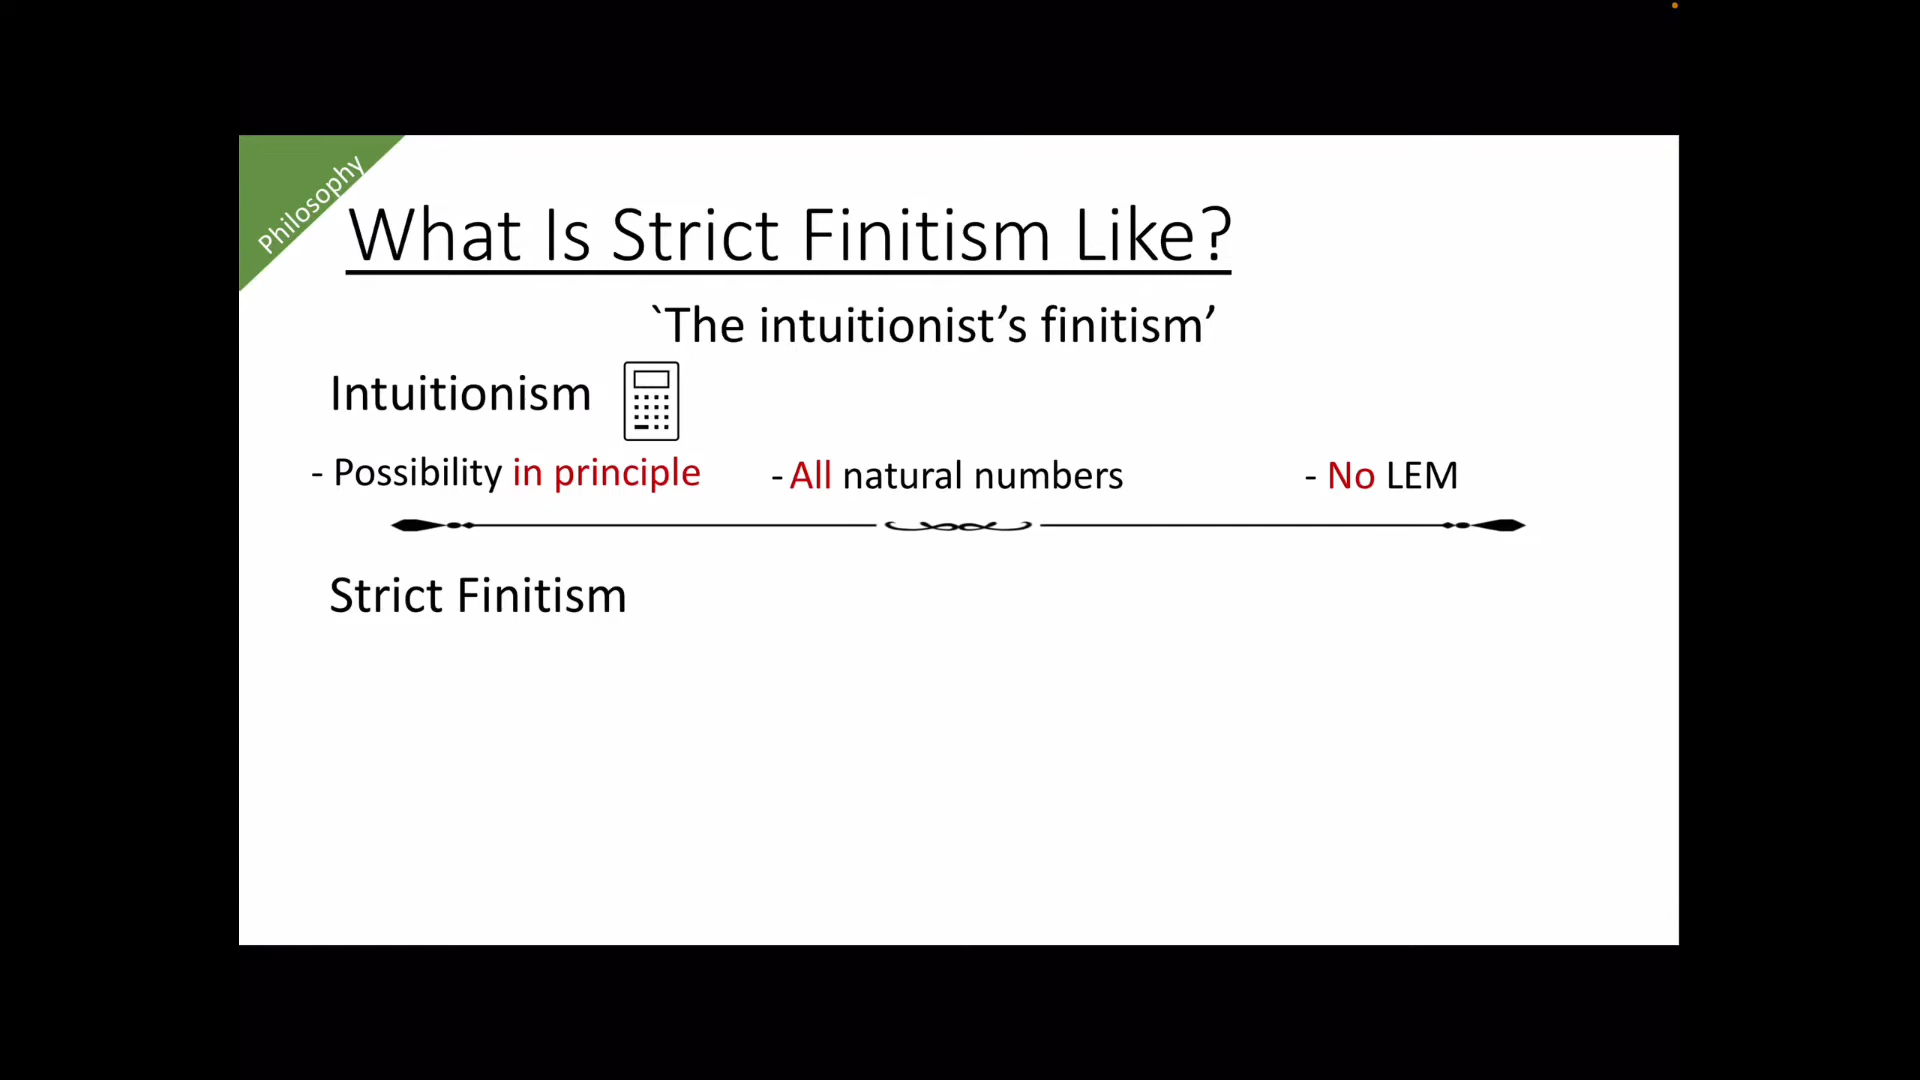 Philosophy
What Is Strict Finitism Like?
`The intuitionist’s finitism’
Intuitionism
- Possibility in principle - All natural numbers - No LEM
Strict Finitism